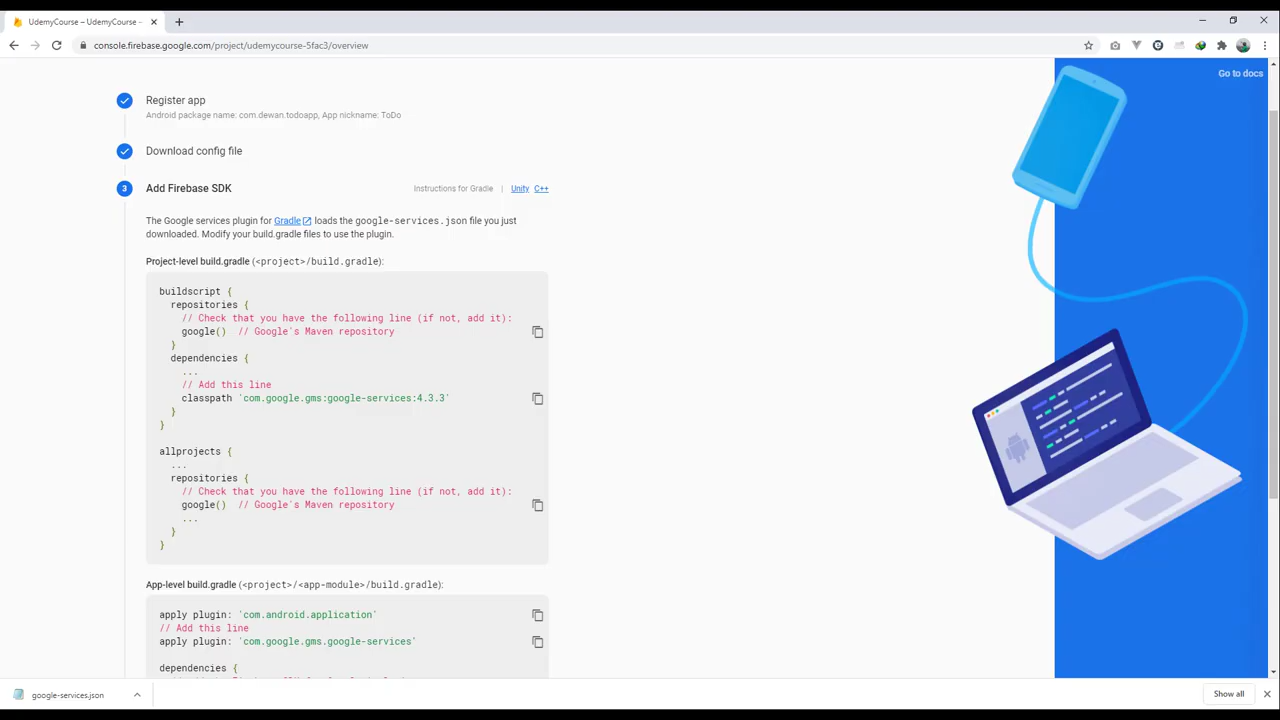 UdemyCourse – UdemyCourse -
console.firebase.google.com/project/udemycourse-5fac3/overview
Go to docs
Register app
Android package name: com.dewan.todoapp, App nickname: ToDo
Download config file
3 Add Firebase SDK Instructions for Gradle | Unity C++
The Google services plugin for Gradle loads the google-services.json file you just
downloaded. Modify your build.gradle files to use the plugin.
Project-level build.gradle (<project>/build.gradle):
buildscript {
repositories {
// Check that you have the following line (if not, add it):
google() // Google's Maven repository
}
dependencies {
...
// Add this line
classpath 'com.google.gms:google-services:4.3.3'
}
}
allprojects {
...
repositories {
// Check that you have the following line (if not, add it):
google() // Google's Maven repository
...
}
}
App-level build.gradle (<project>/<app-module>/build.gradle):
apply plugin: 'com.android.application'
// Add this line
apply plugin: 'com.google.gms.google-services'
dependencies {
google-services.json
Show all